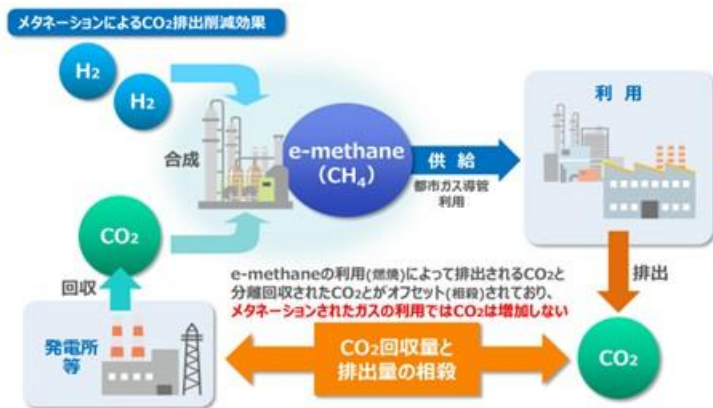 メタネーションによるCO₂排出削減効果
H₂
H₂
合成
e-methane
(CH₄)
供給
都市ガス導管
利用
利用
CO₂
回収
発電所
等
e-methaneの利用(燃焼)によって排出されるCO₂と
分離回収されたCO₂とがオフセット(相殺)されており、
メタネーションされたガスの利用ではCO₂は増加しない
排出
CO₂回収量と
排出量の相殺
CO₂